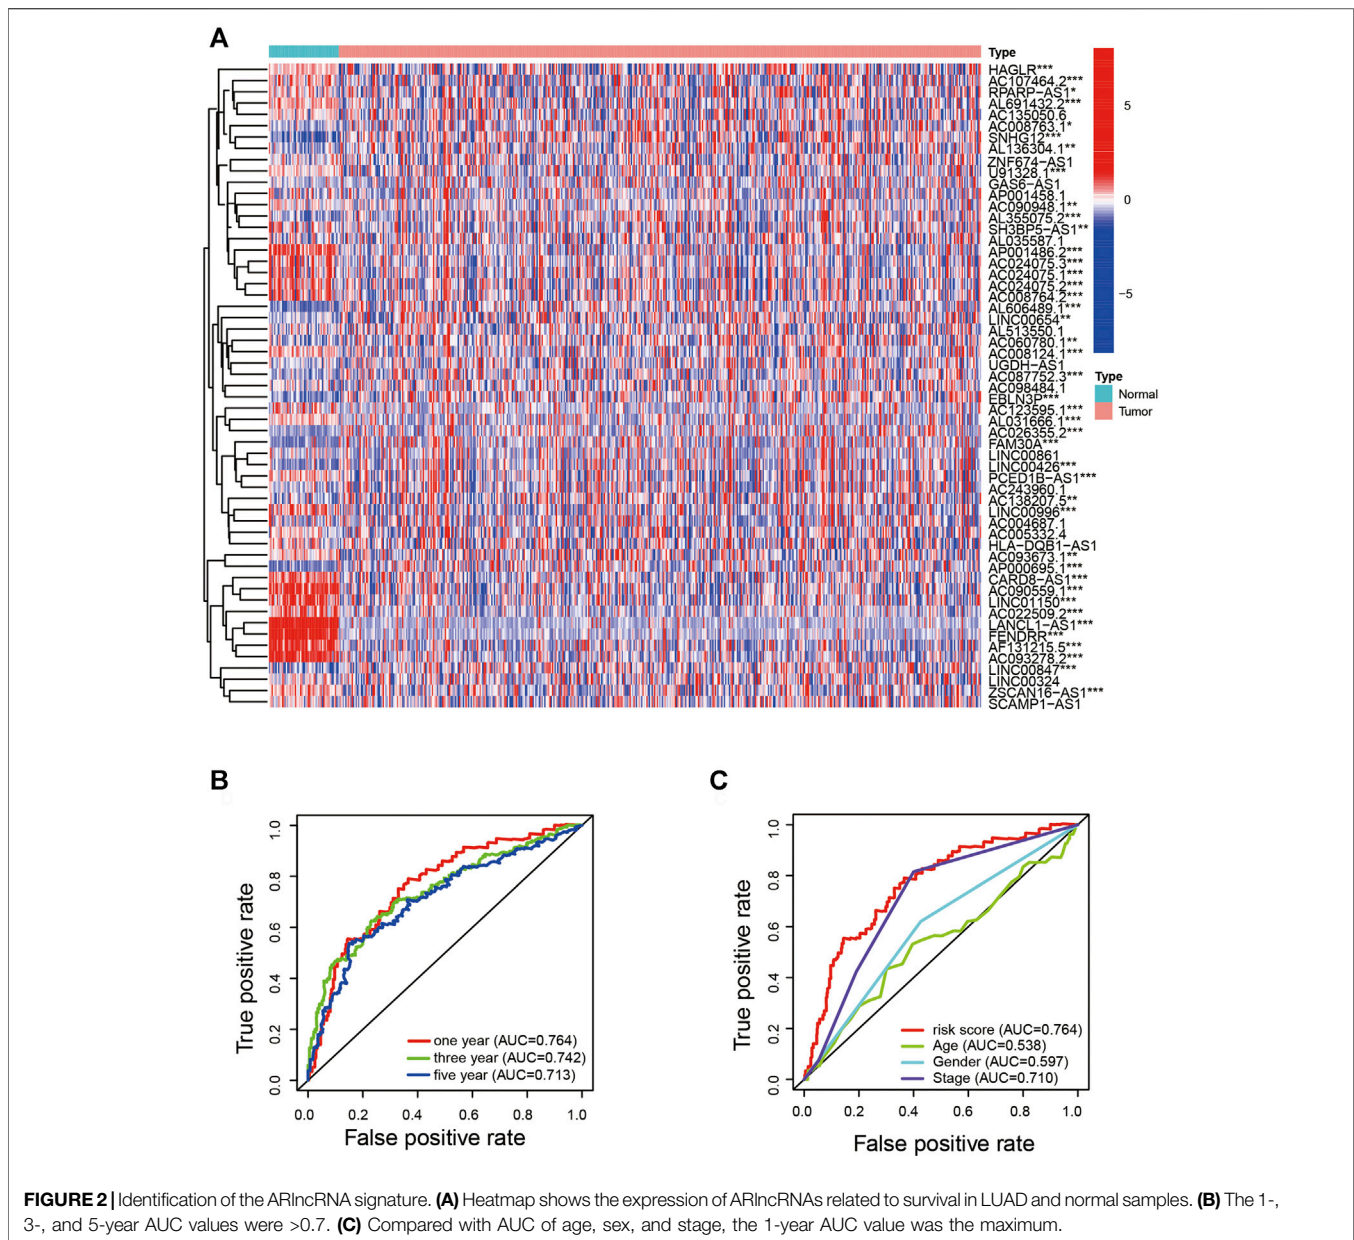 A
Type
HAGLR***
AC107464.2***
RPARP−AS1*
AL691432.2***
AC135050.6
AC008763.1*
SNHG12***
AL136304.1**
ZNF674−AS1
U91328.1***
GAS6−AS1
AP001458.1
AC090948.1**
AL355075.2***
SH3BP5−AS1**
AL035587.1
AP001486.2***
AC024075.3***
AC024075.1***
AC024075.2***
AC008764.2***
AL606489.1***
LINC00654**
AL513550.1
AC060780.1**
AC008124.1***
UGDH−AS1
AC087752.3***
AC098484.1
EBLN3P***
AC123595.1***
AL031666.1***
AC026355.2***
FAM30A***
LINC00861
LINC00426***
PCED1B−AS1***
AC243960.1
AC138207.5**
LINC00996***
AC004687.1
AC005332.4
HLA−DQB1−AS1
AC093673.1**
AP000695.1***
CARD8−AS1***
AC090559.1***
LINC01150***
AC022509.2***
LANCL1−AS1***
FENDRR***
AF131215.5***
AC093278.2***
LINC00847***
LINC00324
ZSCAN16−AS1***
SCAMP1−AS1
5
0
−5
Type
Normal
Tumor
B
True positive rate
1.0
0.8
0.6
0.4
0.2
0.0
one year (AUC=0.764)
three year (AUC=0.742)
five year (AUC=0.713)
0.0 0.2 0.4 0.6 0.8 1.0
False positive rate
C
True positive rate
1.0
0.8
0.6
0.4
0.2
0.0
risk score (AUC=0.764)
Age (AUC=0.538)
Gender (AUC=0.597)
Stage (AUC=0.710)
0.0 0.2 0.4 0.6 0.8 1.0
False positive rate
FIGURE 2 | Identification of the ARlncRNA signature. (A) Heatmap shows the expression of ARlncRNAs related to survival in LUAD and normal samples. (B) The 1-,
3-, and 5-year AUC values were >0.7. (C) Compared with AUC of age, sex, and stage, the 1-year AUC value was the maximum.